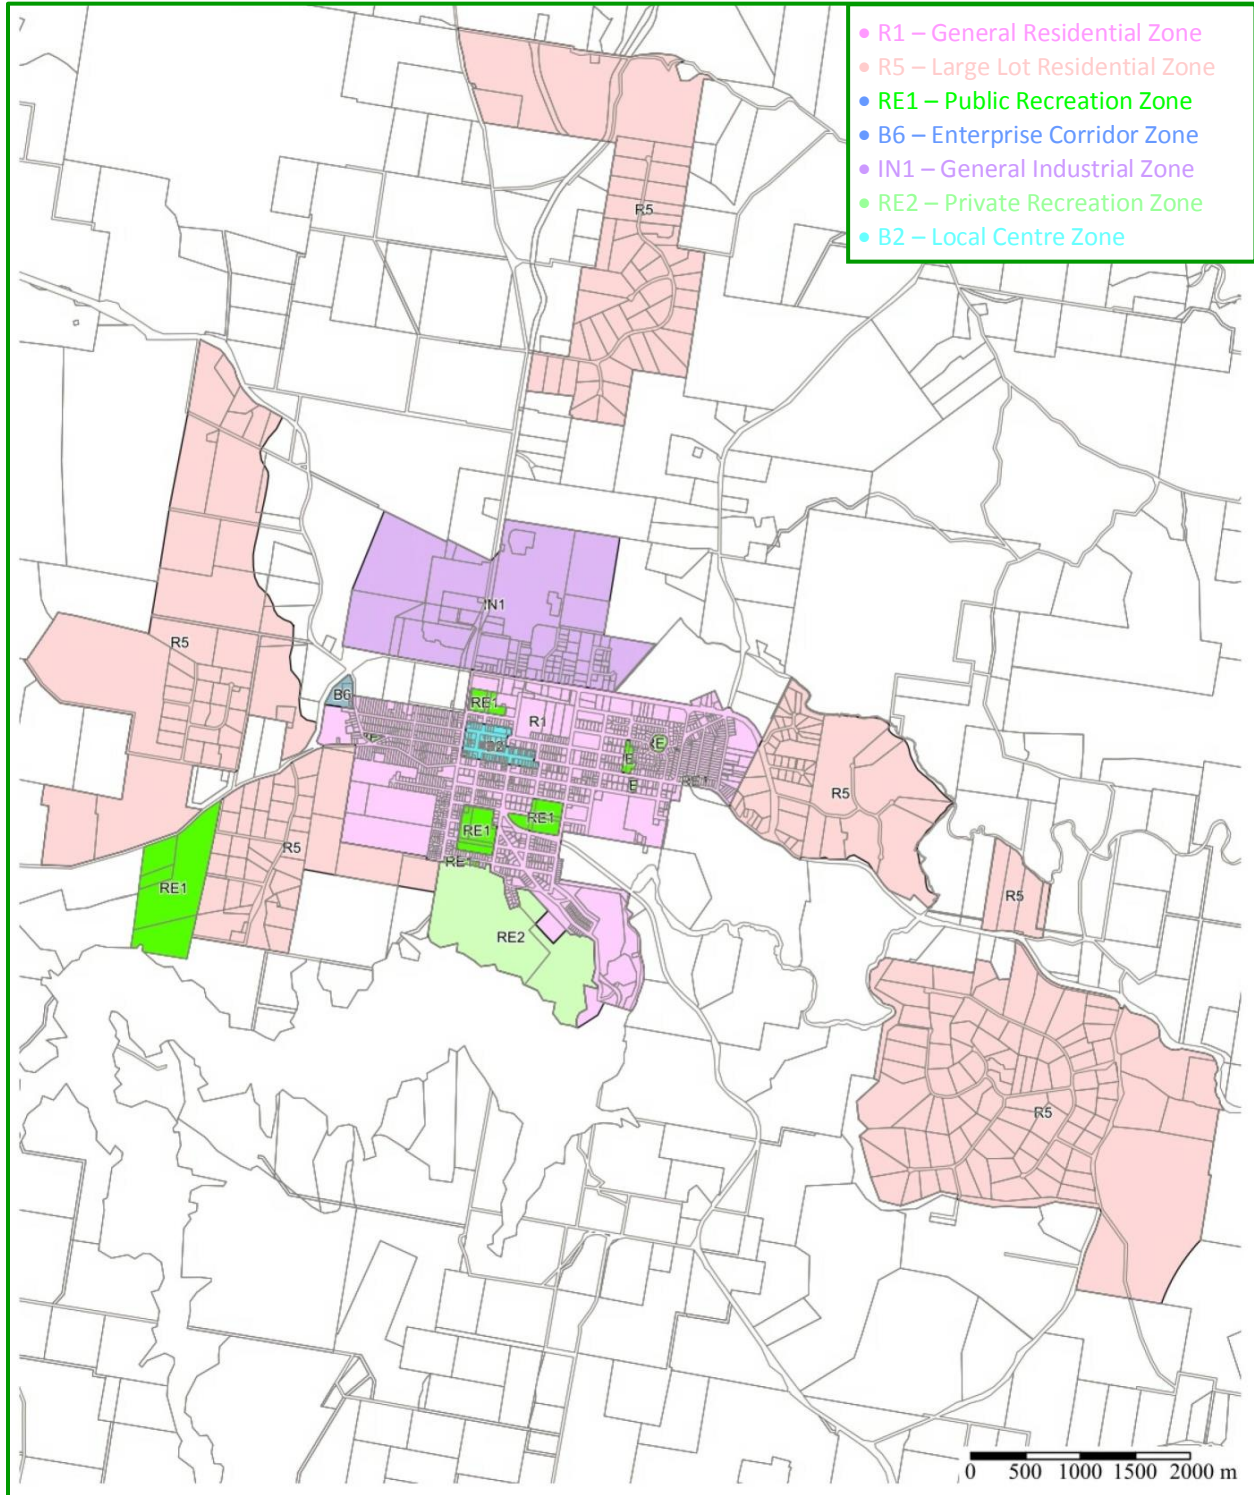 • R1 – General Residential Zone
• R5 – Large Lot Residential Zone
• RE1 – Public Recreation Zone
• B6 – Enterprise Corridor Zone
• IN1 – General Industrial Zone
• RE2 – Private Recreation Zone
• B2 – Local Centre Zone
R5
IN1
R5
B6
RE1
R1
RE1
R5
RE1
RE1
R5
RE1
RE1
R5
RE2
R5
0 500 1000 1500 2000 m